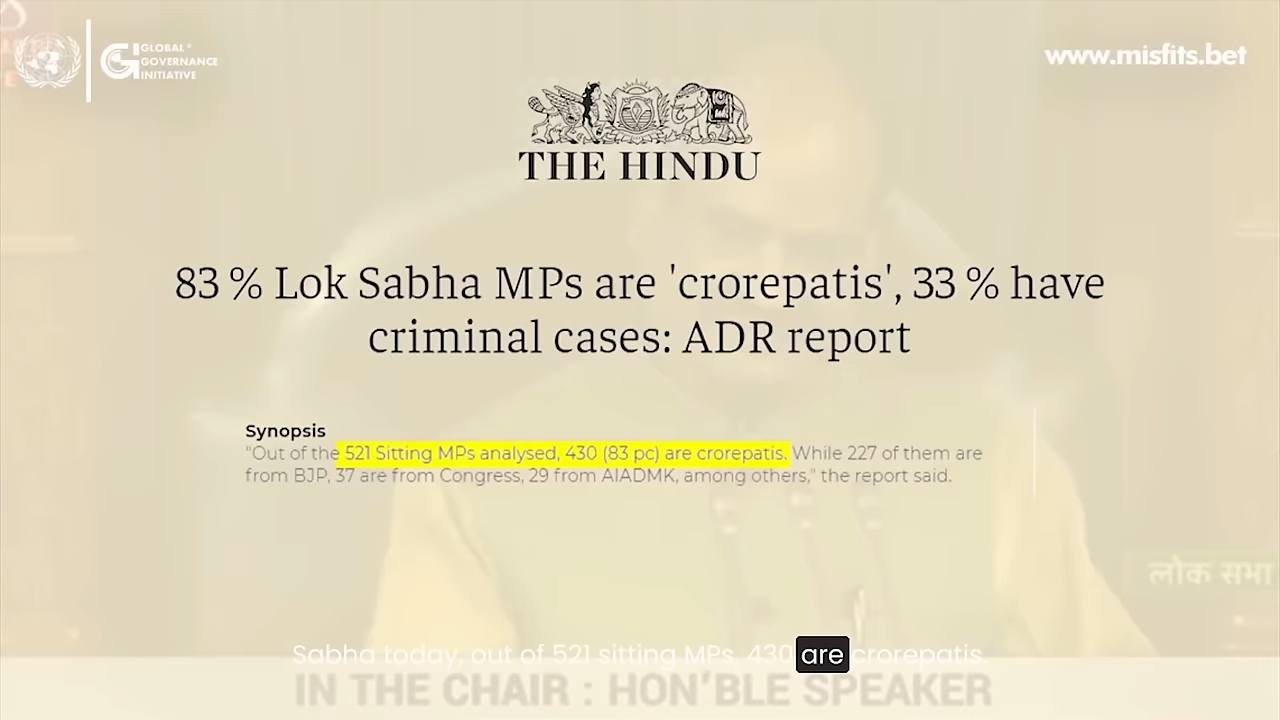 GLOBAL
GOVERNANCE
INITIATIVE
www.misfits.bet
THE HINDU
83 % Lok Sabha MPs are 'crorepatis', 33 % have
criminal cases: ADR report
Synopsis
"Out of the 521 Sitting MPs analysed, 430 (83 pc) are crorepatis. While 227 of them are
from BJP, 37 are from Congress, 29 from AIADMK, among others," the report said.
लोक सभा
Sabha today, out of 521 sitting MPs, 430 are crorepatis.
IN THE CHAIR : HON'BLE SPEAKER